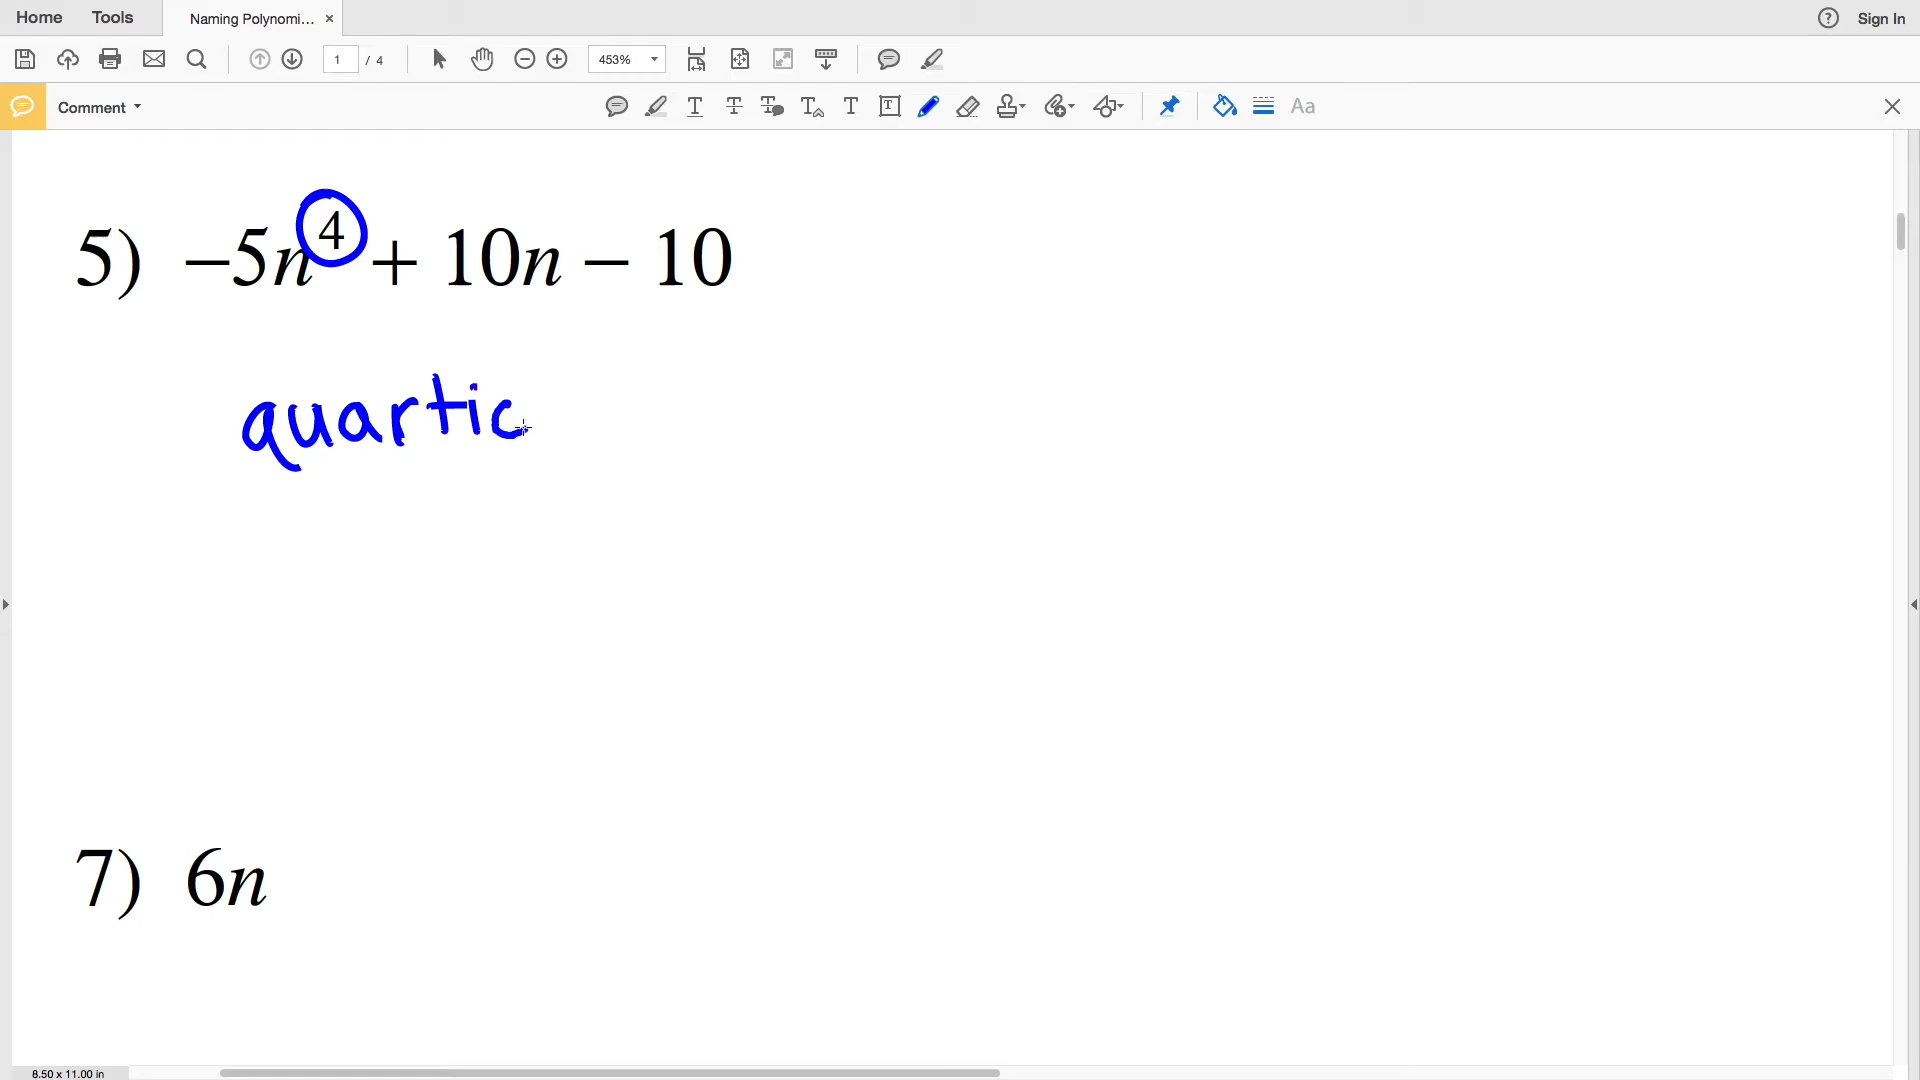 Home Tools Naming Polynomi... × ? Sign In
1 / 4 453%
Comment T T T T T T Aa
5) −5n⁴ + 10n − 10
quartic
7) 6n
8.50 x 11.00 in